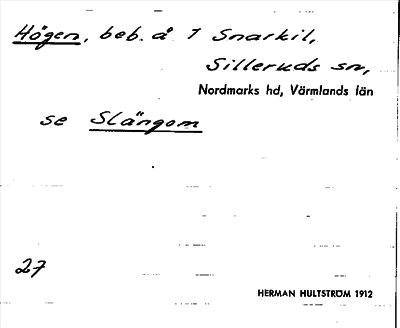 Högen, beb. å 1 Snarkil,
Silleruds sn,
Nordmarks hd, Värmlands län
se Slängom
27
HERMAN HULTSTRÖM 1912